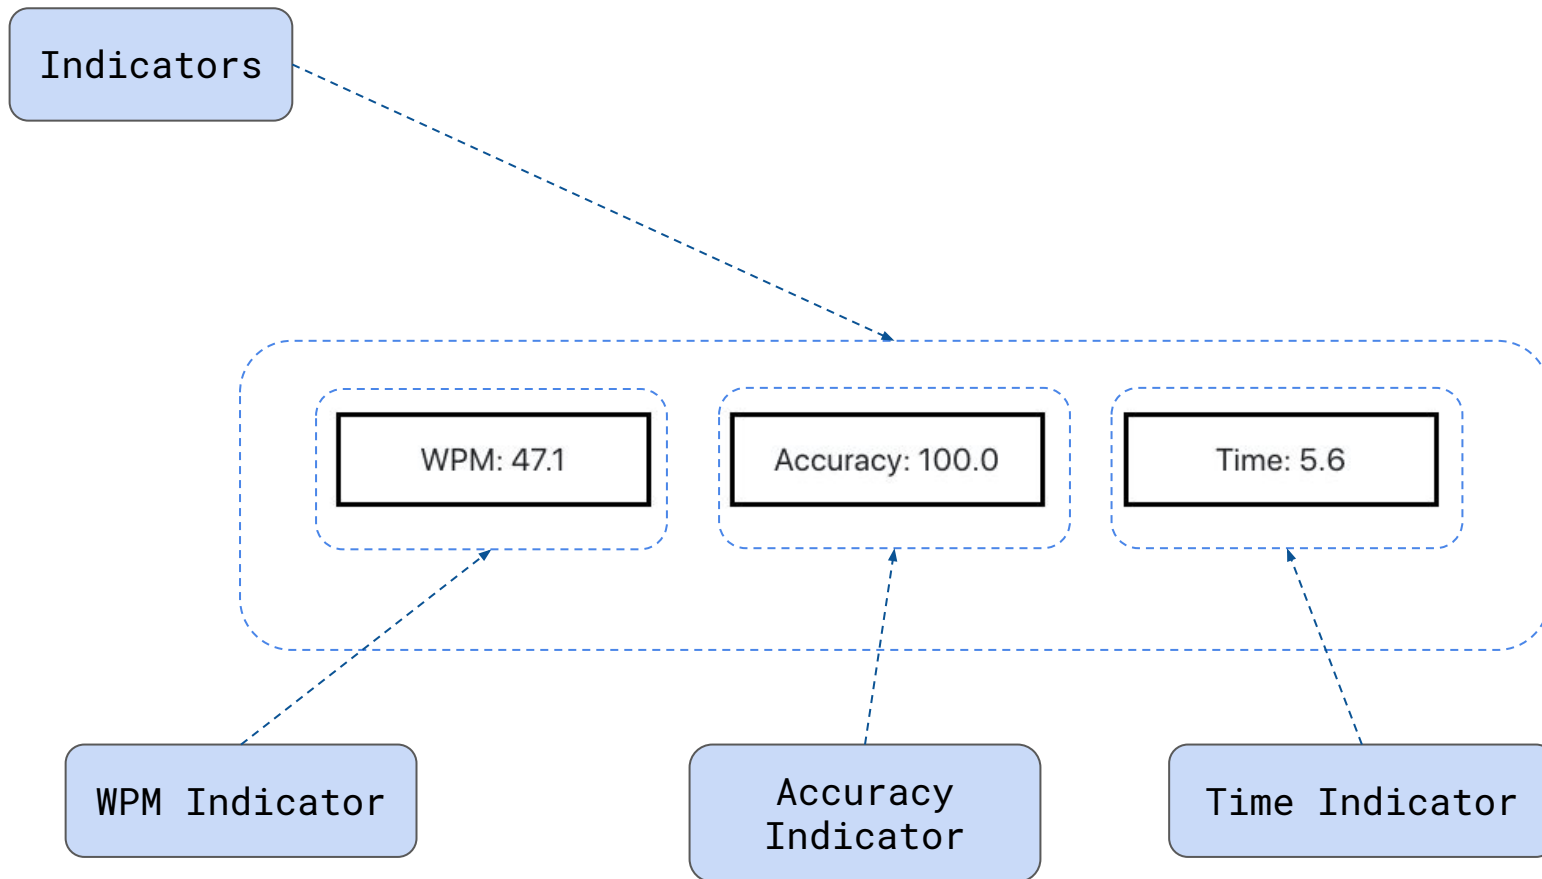 Indicators
WPM: 47.1
Accuracy: 100.0
Time: 5.6
WPM Indicator
Accuracy
Indicator
Time Indicator